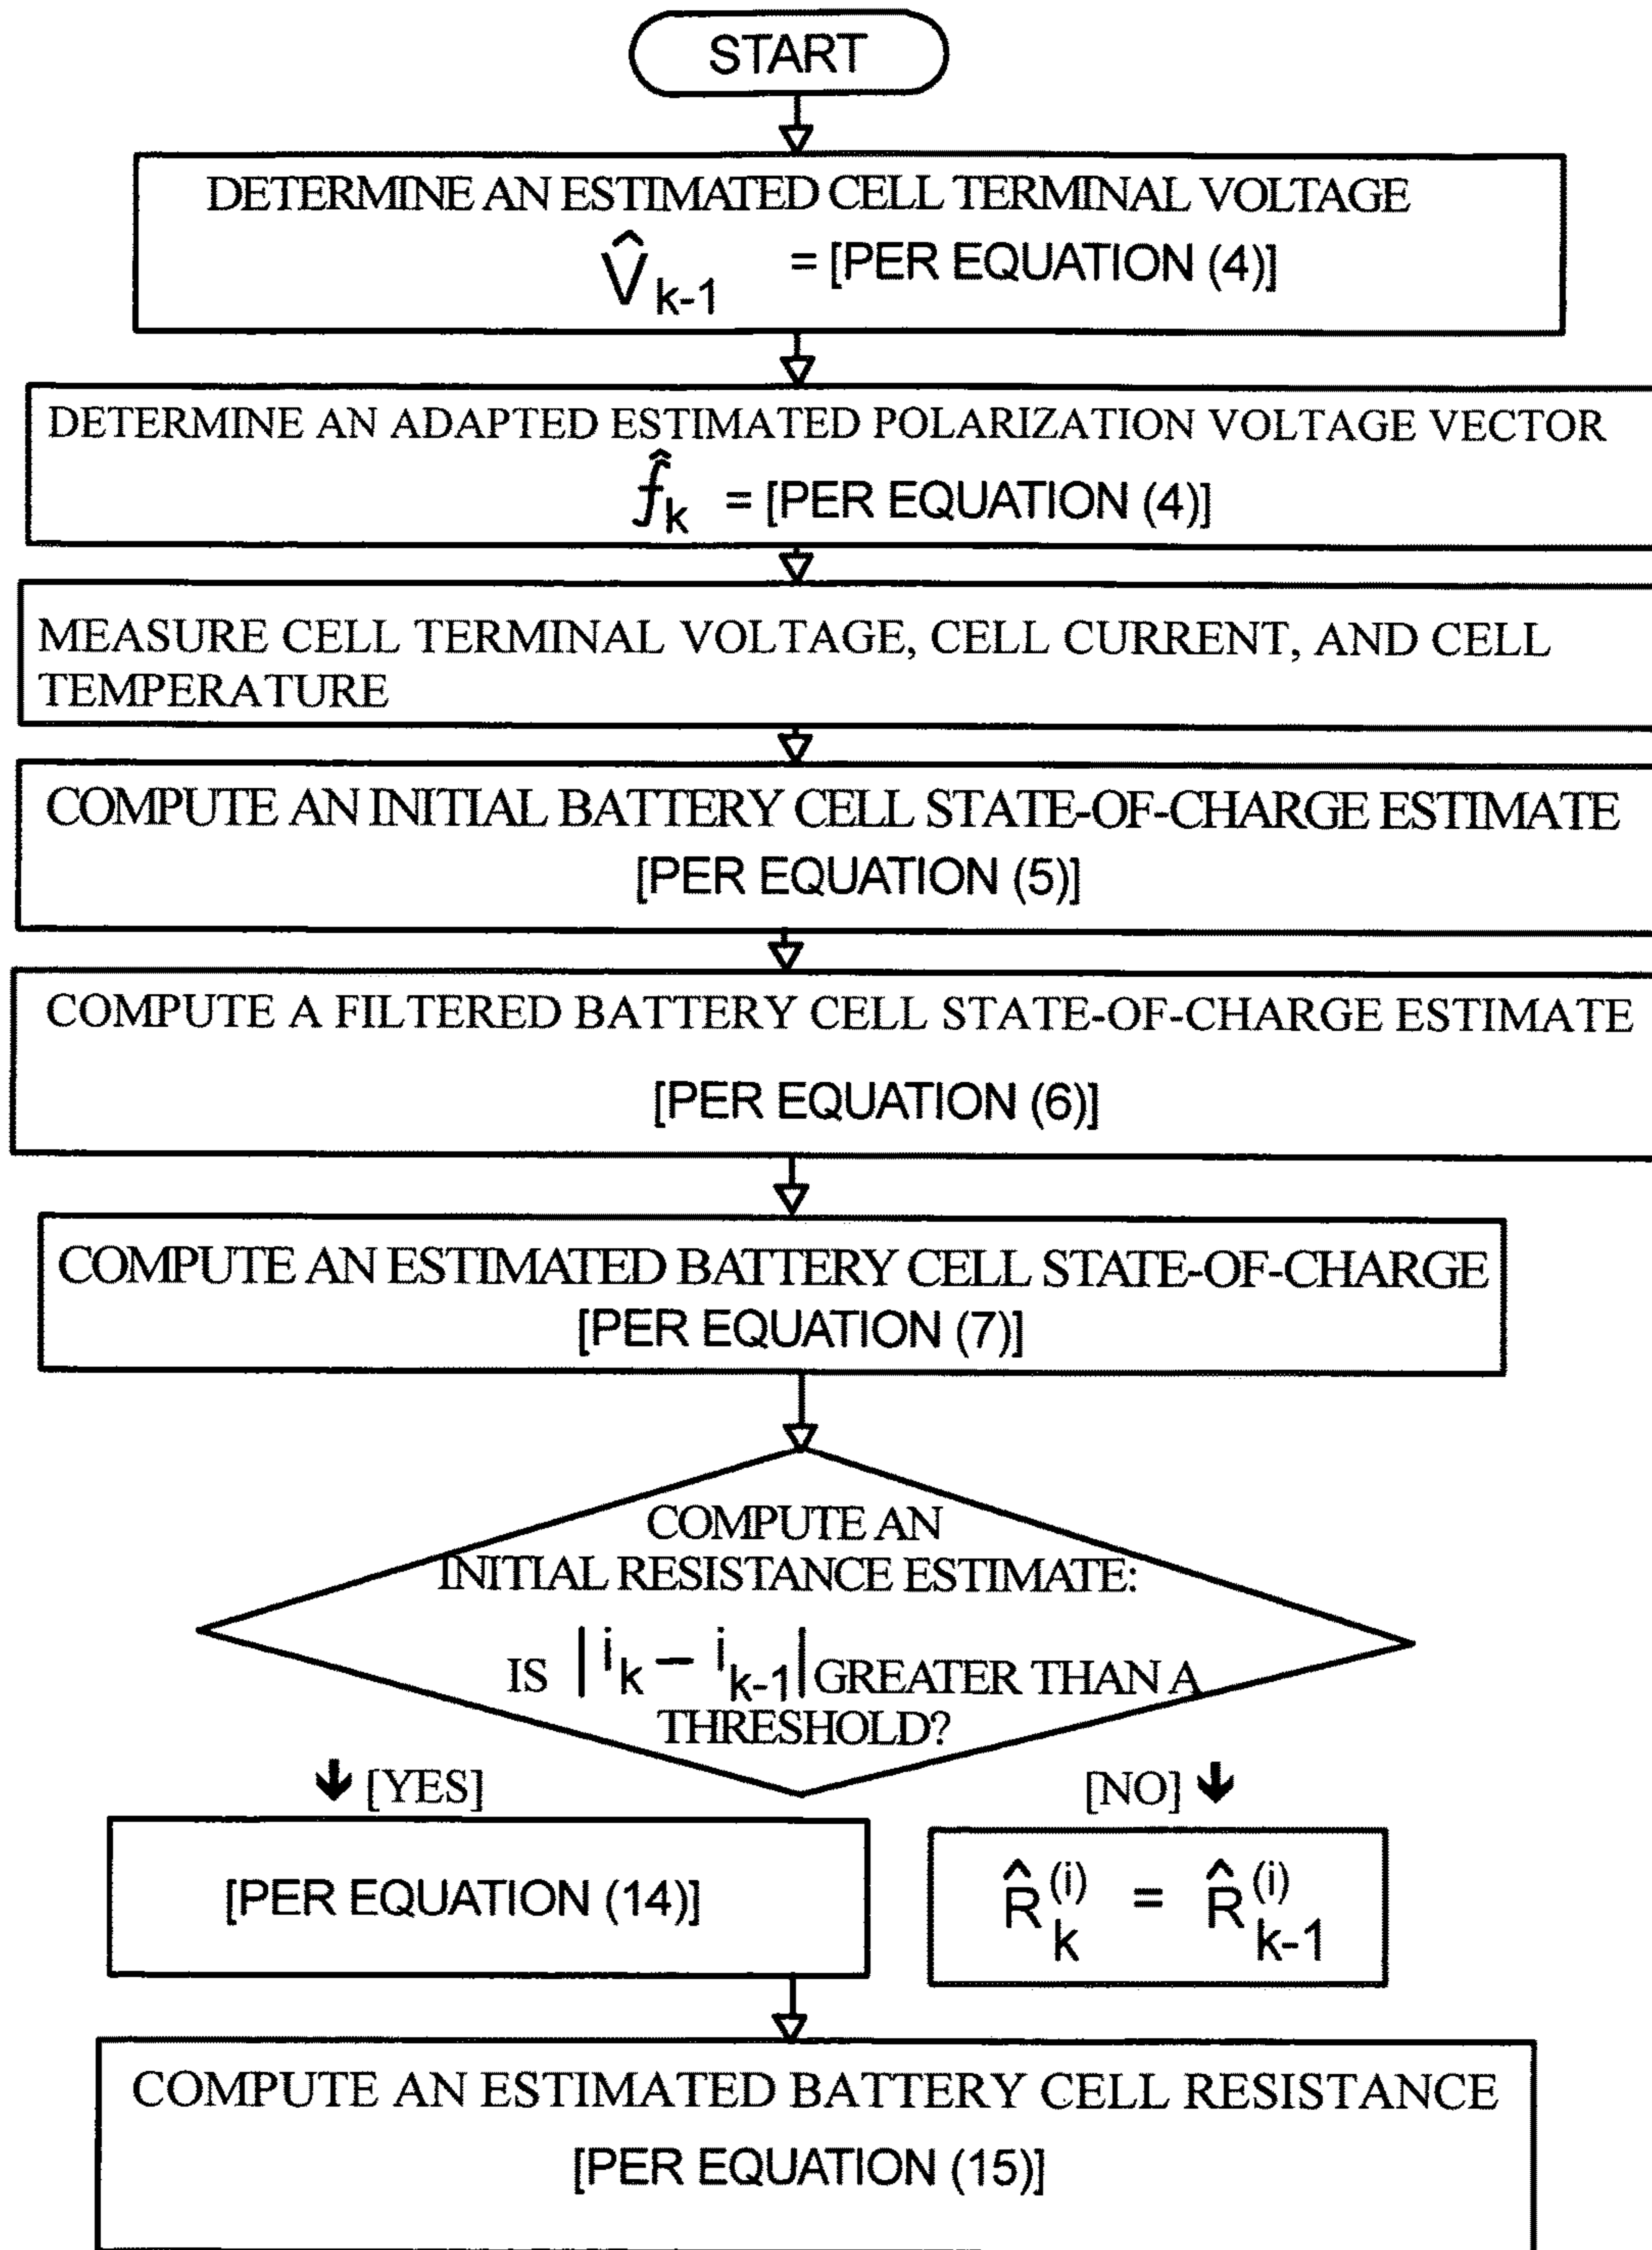 START
DETERMINE AN ESTIMATED CELL TERMINAL VOLTAGE
V̂k-1 = [PER EQUATION (4)]
DETERMINE AN ADAPTED ESTIMATED POLARIZATION VOLTAGE VECTOR
f̂k = [PER EQUATION (4)]
MEASURE CELL TERMINAL VOLTAGE, CELL CURRENT, AND CELL
TEMPERATURE
COMPUTE AN INITIAL BATTERY CELL STATE-OF-CHARGE ESTIMATE
[PER EQUATION (5)]
COMPUTE A FILTERED BATTERY CELL STATE-OF-CHARGE ESTIMATE
[PER EQUATION (6)]
COMPUTE AN ESTIMATED BATTERY CELL STATE-OF-CHARGE
[PER EQUATION (7)]
COMPUTE AN
INITIAL RESISTANCE ESTIMATE:
IS |ik – ik-1| GREATER THAN A
THRESHOLD?
[YES]
[NO]
[PER EQUATION (14)]
R̂k(i) = R̂k-1(i)
COMPUTE AN ESTIMATED BATTERY CELL RESISTANCE
[PER EQUATION (15)]